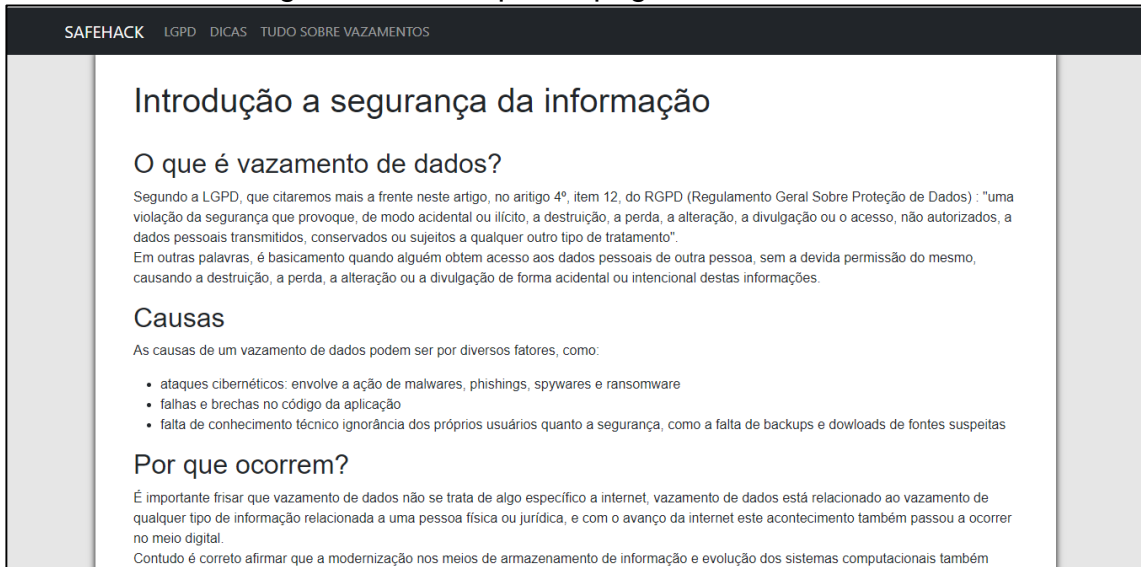 SAFEHACK LGPD DICAS TUDO SOBRE VAZAMENTOS
Introdução a segurança da informação
O que é vazamento de dados?
Segundo a LGPD, que citaremos mais a frente neste artigo, no aritigo 4º, item 12, do RGPD (Regulamento Geral Sobre Proteção de Dados) : "uma
violação da segurança que provoque, de modo acidental ou ilícito, a destruição, a perda, a alteração, a divulgação ou o acesso, não autorizados, a
dados pessoais transmitidos, conservados ou sujeitos a qualquer outro tipo de tratamento".
Em outras palavras, é basicamento quando alguém obtem acesso aos dados pessoais de outra pessoa, sem a devida permissão do mesmo,
causando a destruição, a perda, a alteração ou a divulgação de forma acidental ou intencional destas informações.
Causas
As causas de um vazamento de dados podem ser por diversos fatores, como:
• ataques cibernéticos: envolve a ação de malwares, phishings, spywares e ransomware
• falhas e brechas no código da aplicação
• falta de conhecimento técnico ignorância dos próprios usuários quanto a segurança, como a falta de backups e dowloads de fontes suspeitas
Por que ocorrem?
É importante frisar que vazamento de dados não se trata de algo específico a internet, vazamento de dados está relacionado ao vazamento de
qualquer tipo de informação relacionada a uma pessoa física ou jurídica, e com o avanço da internet este acontecimento também passou a ocorrer
no meio digital.
Contudo é correto afirmar que a modernização nos meios de armazenamento de informação e evolução dos sistemas computacionais também